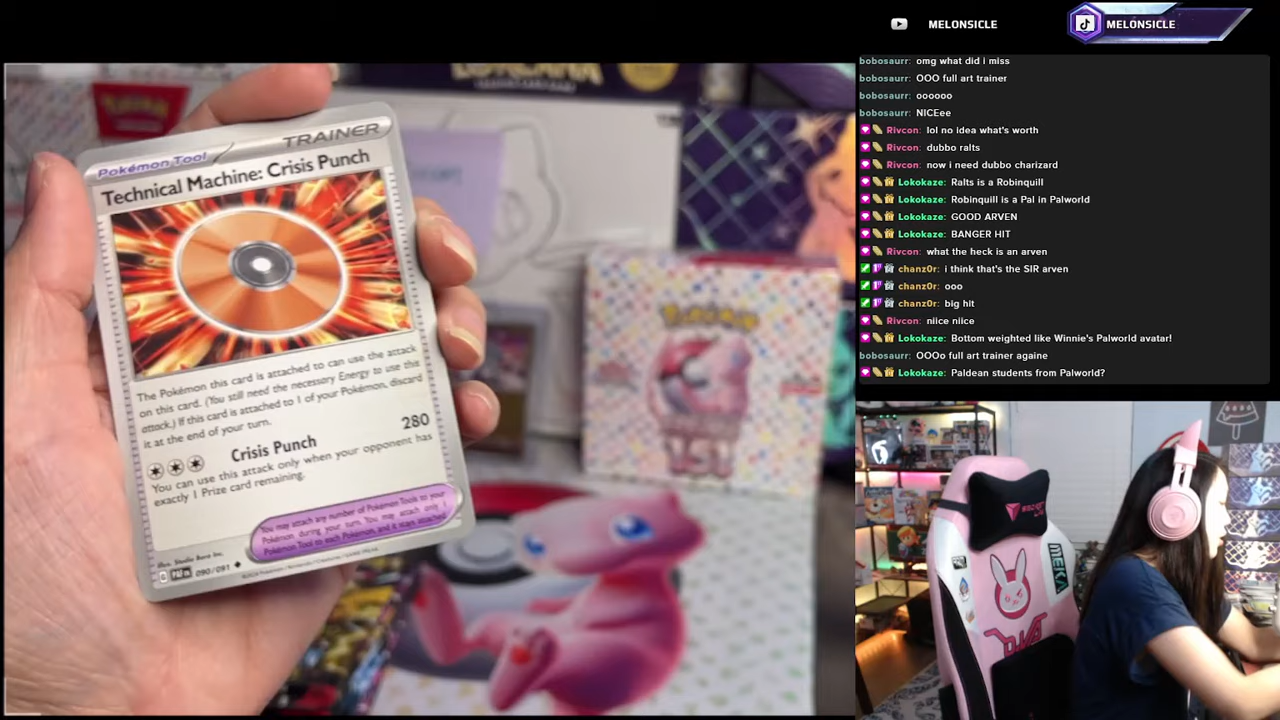 MELONSICLE
MELONSICLE
bobosaurr: omg what did i miss
bobosaurr: OOO full art trainer
bobosaurr: oooooo
bobosaurr: NICEee
Rivcon: lol no idea what's worth
Rivcon: dubbo ralts
Rivcon: now i need dubbo charizard
Lokokaze: Ralts is a Robinquill
Lokokaze: Robinquill is a Pal in Palworld
Lokokaze: GOOD ARVEN
Lokokaze: BANGER HIT
Rivcon: what the heck is an arven
chanz0r: i think that's the SIR arven
chanz0r: ooo
chanz0r: big hit
Rivcon: niice niice
Lokokaze: Bottom weighted like Winnie's Palworld avatar!
bobosaurr: OOOo full art trainer againe
Lokokaze: Paldean students from Palworld?
TRAINER
Pokémon Tool
Technical Machine: Crisis Punch
The Pokémon this card is attached to can use the attack
on this card. (You still need the necessary Energy to use this
attack.) If this card is attached to 1 of your Pokémon, discard
it at the end of your turn.
Crisis Punch 280
You can use this attack only when your opponent has
exactly 1 Prize card remaining.
You may attach any number of Pokémon Tools to your
Pokémon during your turn. You may attach only 1
Pokémon Tool to each Pokémon, and it stays attached.
090/091
MEKA
D.VA